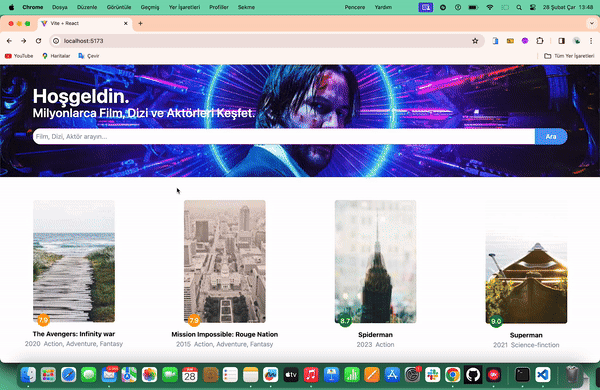 Chrome Dosya Düzenle Görüntüle Geçmiş Yer İşaretleri Profiller Sekme Pencere Yardım 28 Şubat Çar 13:48
Vite + React
localhost:5173
YouTube Haritalar Çevir Tüm Yer İşaretleri
Hoşgeldin.
Milyonlarca Film, Dizi ve Aktörleri Keşfet.
Film, Dizi, Aktör arayın... Ara
7.9 7.9 8.7 9.0
The Avengers: Infinity war Mission Impossible: Rouge Nation Spiderman Superman
2020 Action, Adventure, Fantasy 2015 Action, Adventure, Fantasy 2023 Action 2021 Science-finction